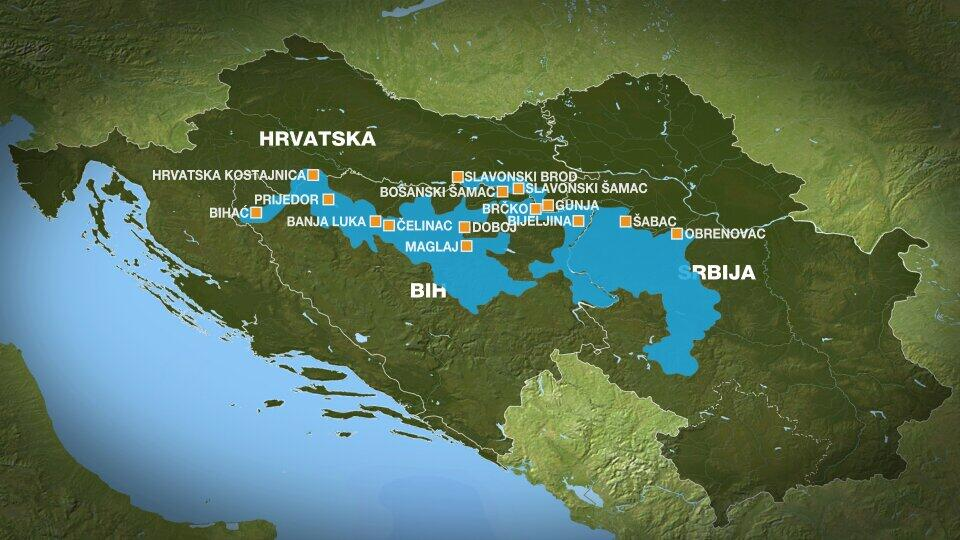 HRVATSKA
HRVATSKA KOSTAJNICA
SLAVONSKI BROD
BOSANSKI ŠAMAC
SLAVONSKI ŠAMAC
PRIJEDOR
GUNJA
BRČKO
BIHAĆ
BANJA LUKA
ČELINAC
DOBOJ
BIJELJINA
ŠABAC
OBRENOVAC
MAGLAJ
SRBIJA
BIH